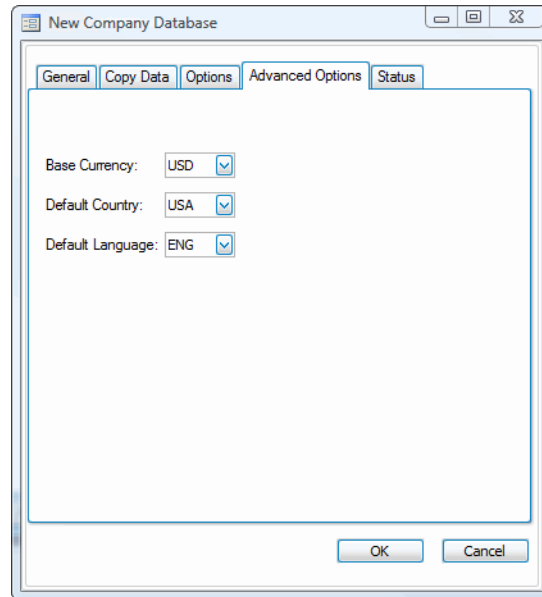 New Company Database
General Copy Data Options Advanced Options Status
Base Currency: USD
Default Country: USA
Default Language: ENG
OK Cancel